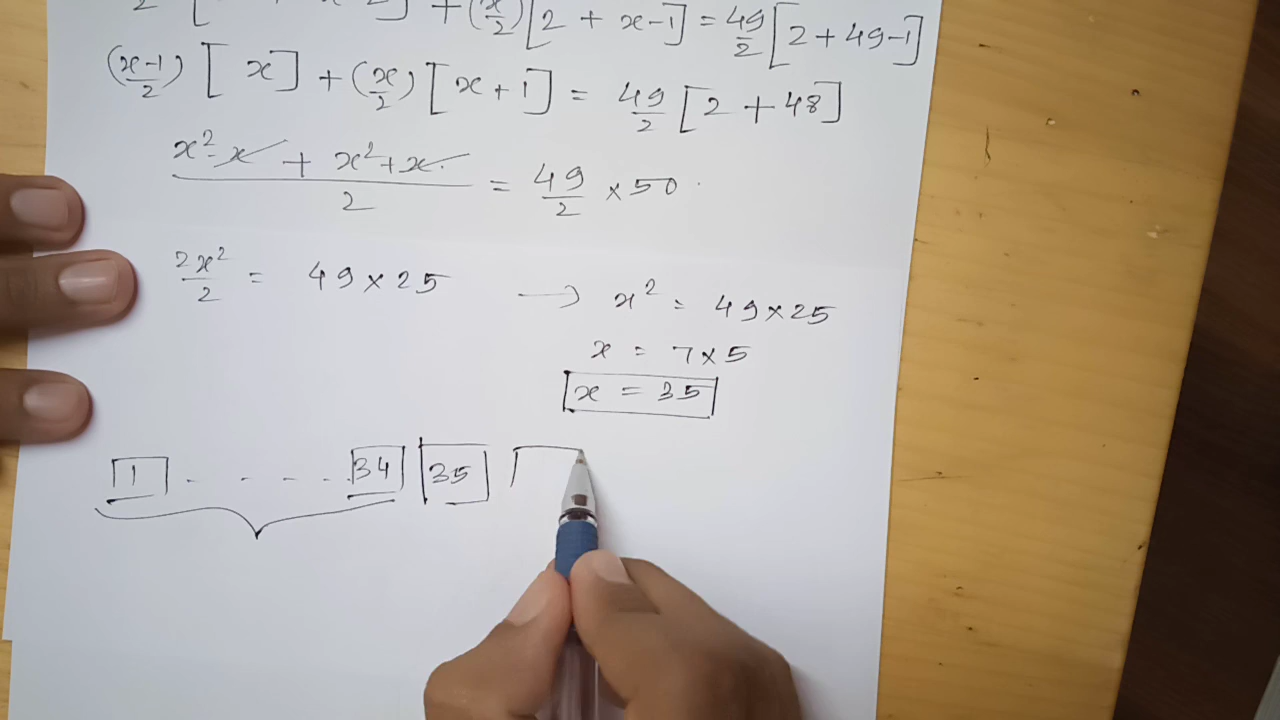 + (x/2) [2 + x-1] = 49/2 [2 + 49-1]
(x-1/2) [ x ] + (x/2) [x + 1] = 49/2 [2 + 48]
x² - x + x² + x / 2 = 49/2 × 50
2x²/2 = 49 × 25 → x² = 49 × 25
x = 7 × 5
x = 35
1 - - - - - 34 35